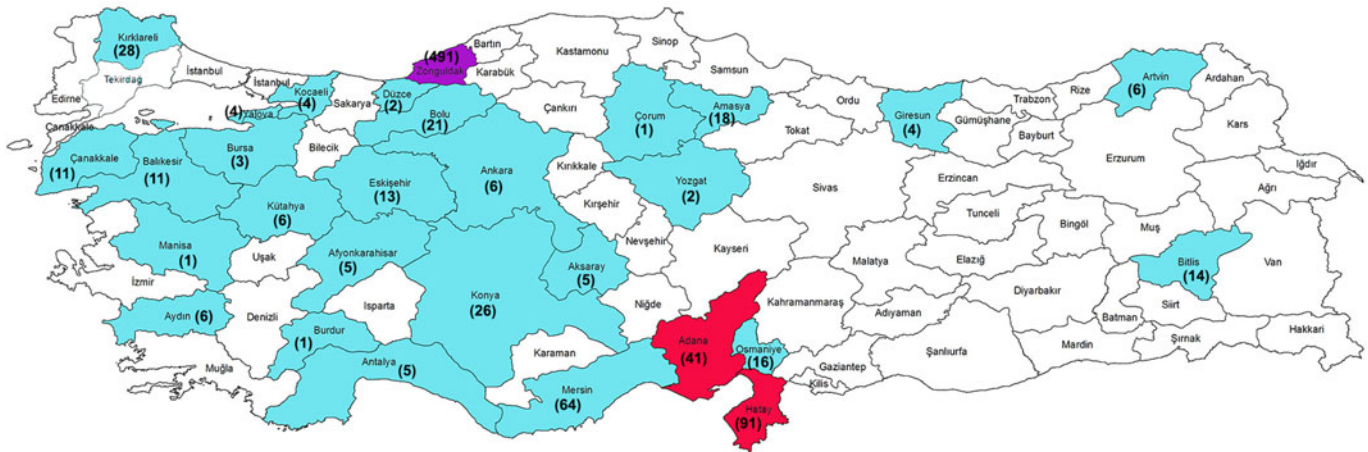 Kırklareli
(28)
Tekirdağ
Edirne
İstanbul
İstanbul
Kocaeli
(4)
(4)
Yalova
Sakarya
Düzce
(2)
(491)
Zonguldak
Bartın
Karabük
Kastamonu
Sinop
Samsun
Çankırı
Çorum
(1)
Amasya
(18)
Tokat
Ordu
Giresun
(4)
Gümüşhane
Trabzon
Bayburt
Rize
Artvin
(6)
Ardahan
Kars
Iğdır
Ağrı
Erzurum
Erzincan
Çanakkale
Çanakkale
(11)
Balıkesir
(11)
Bursa
(3)
Bilecik
Bolu
(21)
Eskişehir
(13)
Ankara
(6)
Kırıkkale
Yozgat
(2)
Sivas
Tunceli
Bingöl
Muş
Kütahya
(6)
Kırşehir
Nevşehir
Kayseri
Malatya
Elazığ
Bitlis
(14)
Van
Manisa
(1)
Uşak
Afyonkarahisar
(5)
Aksaray
(5)
İzmir
Aydın
(6)
Denizli
Isparta
Konya
(26)
Niğde
Kahramanmaraş
Adıyaman
Diyarbakır
Batman
Siirt
Şırnak
Hakkari
Mardin
Şanlıurfa
Gaziantep
Kilis
Burdur
(1)
Muğla
Antalya
(5)
Karaman
Mersin
(64)
Adana
(41)
Osmaniye
(16)
Hatay
(91)